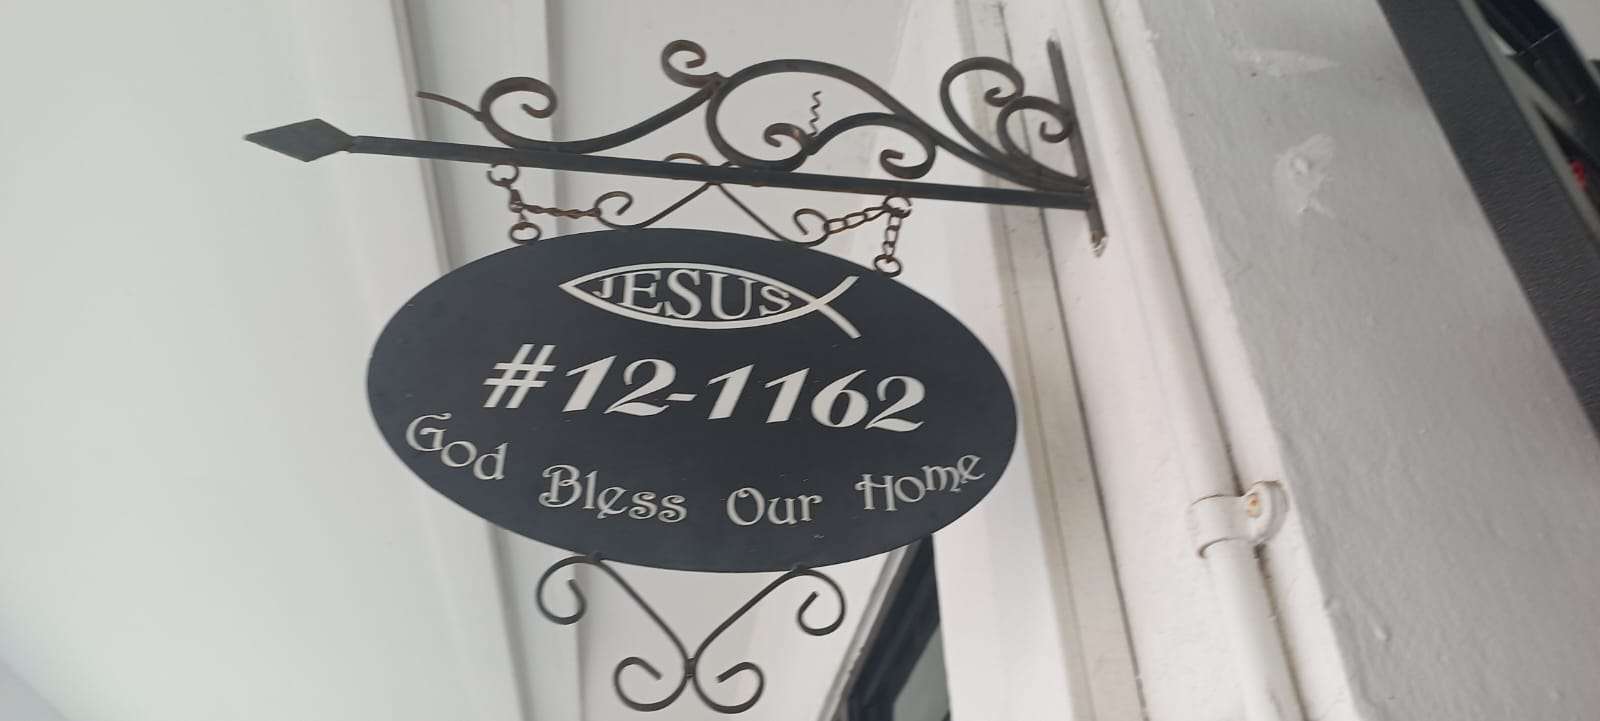 JESUS
#12-1162
God Bless Our Home